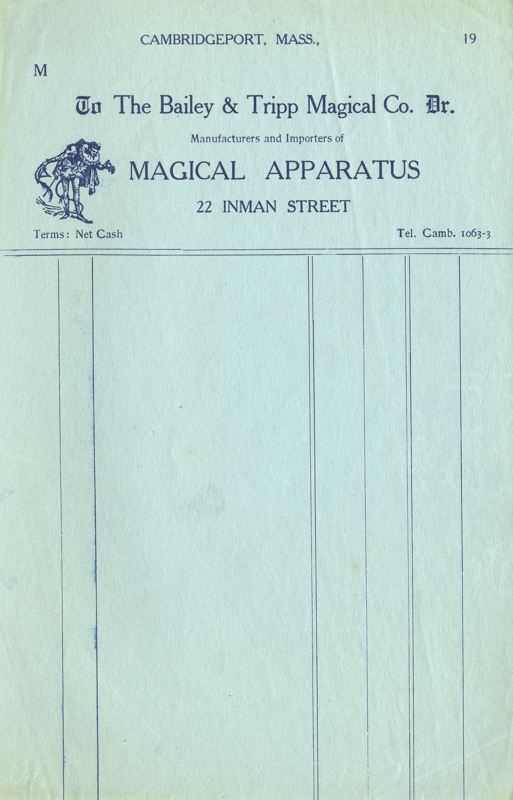 CAMBRIDGEPORT, MASS., 19
M
To The Bailey & Tripp Magical Co. Dr.
Manufacturers and Importers of
MAGICAL APPARATUS
22 INMAN STREET
Terms: Net Cash Tel. Camb. 1063-3